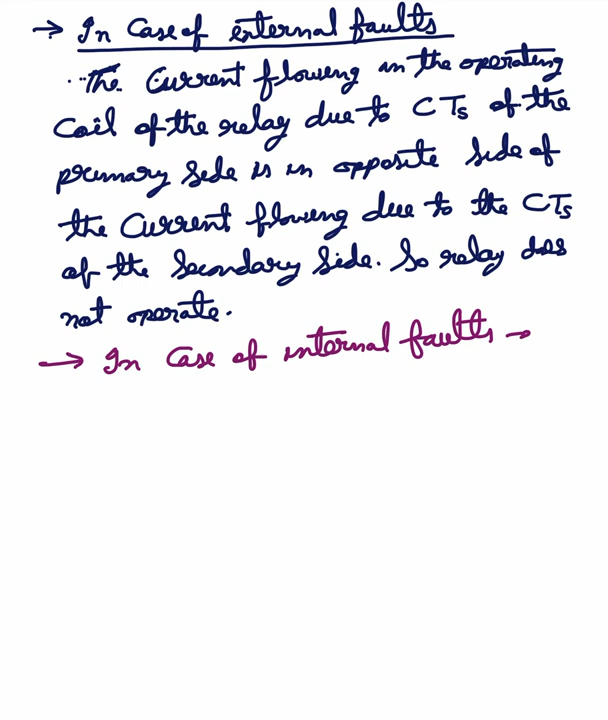 → In Case of external faults
The Current flowing in the operating
Coil of the relay due to CTs of the
primary side is in opposite side of
the Current flowing due to the CTs
of the Secondary Side. So relay does
not operate.
→ In Case of internal faults →